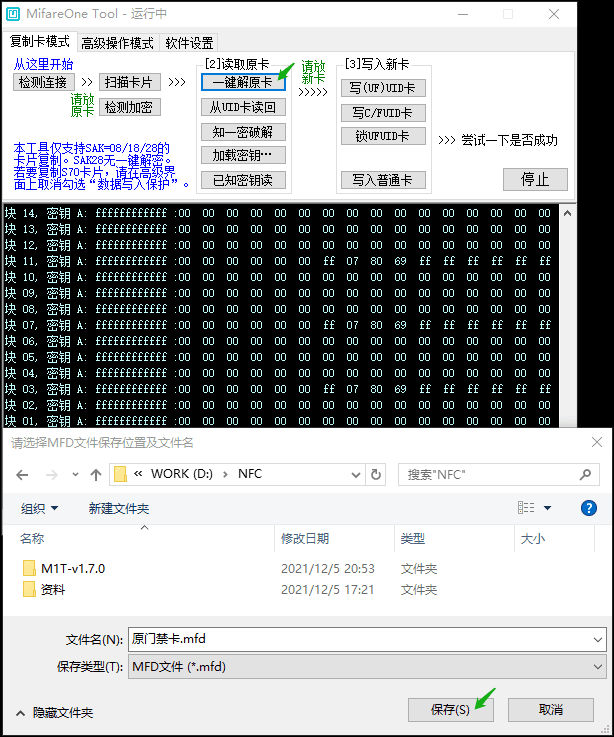 MifareOne Tool - 运行中
复制卡模式 高级操作模式 软件设置
从这里开始
检测连接 >> 扫描卡片 >>>
请放
原卡
检测加密
本工具仅支持SAK=08/18/28的
卡片复制。SAK28无一键解密。
若要复制S70卡片，请在高级界
面上取消勾选“数据写入保护”。
[2]读取原卡
一键解原卡
从UID卡读回
知一密破解
加载密钥…
已知密钥读
请放
新卡
>>>>>
[3]写入新卡
写(UF)UID卡
写C/FUID卡
锁UFUID卡
写入普通卡
>>> 尝试一下是否成功
停止
块 14, 密钥 A: ffffffffffff :00 00 00 00 00 00 00 00 00 00 00 00 00 00 00 00
块 13, 密钥 A: ffffffffffff :00 00 00 00 00 00 00 00 00 00 00 00 00 00 00 00
块 12, 密钥 A: ffffffffffff :00 00 00 00 00 00 00 00 00 00 00 00 00 00 00 00
块 11, 密钥 A: ffffffffffff :00 00 00 00 00 00 ff 07 80 69 ff ff ff ff ff ff
块 10, 密钥 A: ffffffffffff :00 00 00 00 00 00 00 00 00 00 00 00 00 00 00 00
块 09, 密钥 A: ffffffffffff :00 00 00 00 00 00 00 00 00 00 00 00 00 00 00 00
块 08, 密钥 A: ffffffffffff :00 00 00 00 00 00 00 00 00 00 00 00 00 00 00 00
块 07, 密钥 A: ffffffffffff :00 00 00 00 00 00 ff 07 80 69 ff ff ff ff ff ff
块 06, 密钥 A: ffffffffffff :00 00 00 00 00 00 00 00 00 00 00 00 00 00 00 00
块 05, 密钥 A: ffffffffffff :00 00 00 00 00 00 00 00 00 00 00 00 00 00 00 00
块 04, 密钥 A: ffffffffffff :00 00 00 00 00 00 00 00 00 00 00 00 00 00 00 00
块 03, 密钥 A: ffffffffffff :00 00 00 00 00 00 ff 07 80 69 ff ff ff ff ff ff
块 02, 密钥 A: ffffffffffff :00 00 00 00 00 00 00 00 00 00 00 00 00 00 00 00
块 01, 密钥 A: ffffffffffff :00 00 00 00 00 00 00 00 00 00 00 00 00 00 00 00
请选择MFD文件保存位置及文件名
« WORK (D:) › NFC
搜索"NFC"
组织 新建文件夹
名称 修改日期 类型 大小
M1T-v1.7.0 2021/12/5 20:53 文件夹
资料 2021/12/5 17:21 文件夹
文件名(N): 原门禁卡.mfd
保存类型(T): MFD文件 (*.mfd)
隐藏文件夹 保存(S) 取消